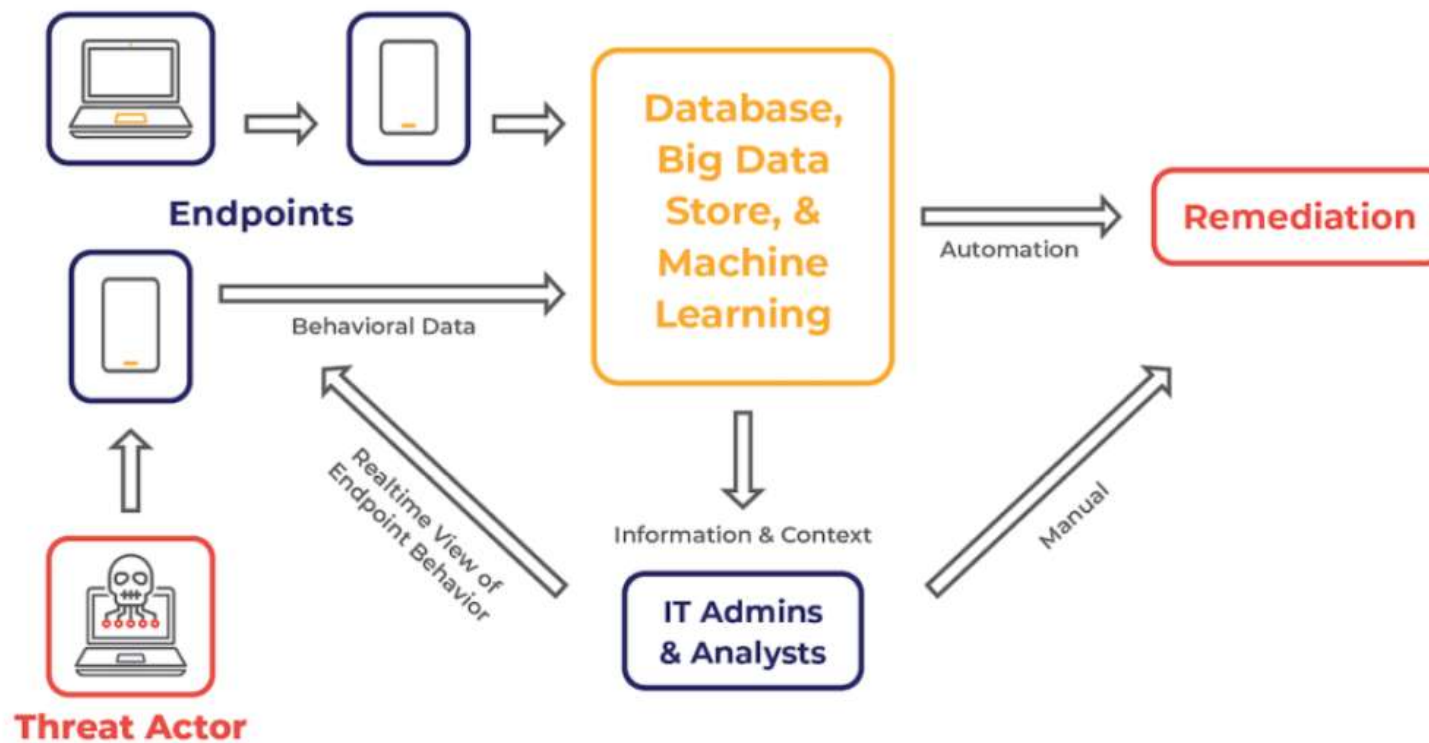 Endpoints
Database,
Big Data
Store, &
Machine
Learning
Automation
Remediation
Behavioral Data
Realtime View of
Endpoint Behavior
Information & Context
Manual
IT Admins
& Analysts
Threat Actor